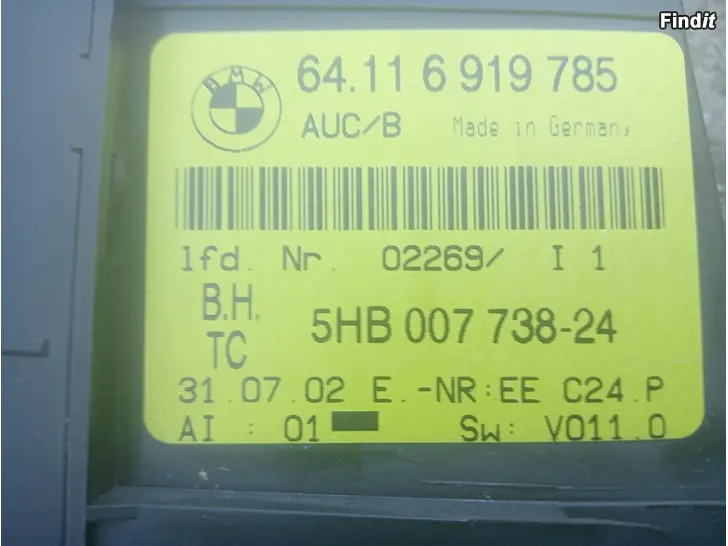 Findit
BMW
64.11 6 919 785
AUC/B Made in Germany
lfd. Nr. 02269/ I 1
B.H.
TC
5HB 007 738-24
31.07.02 E.-NR:EE C24.P
AI : 01 Sw: V011.0